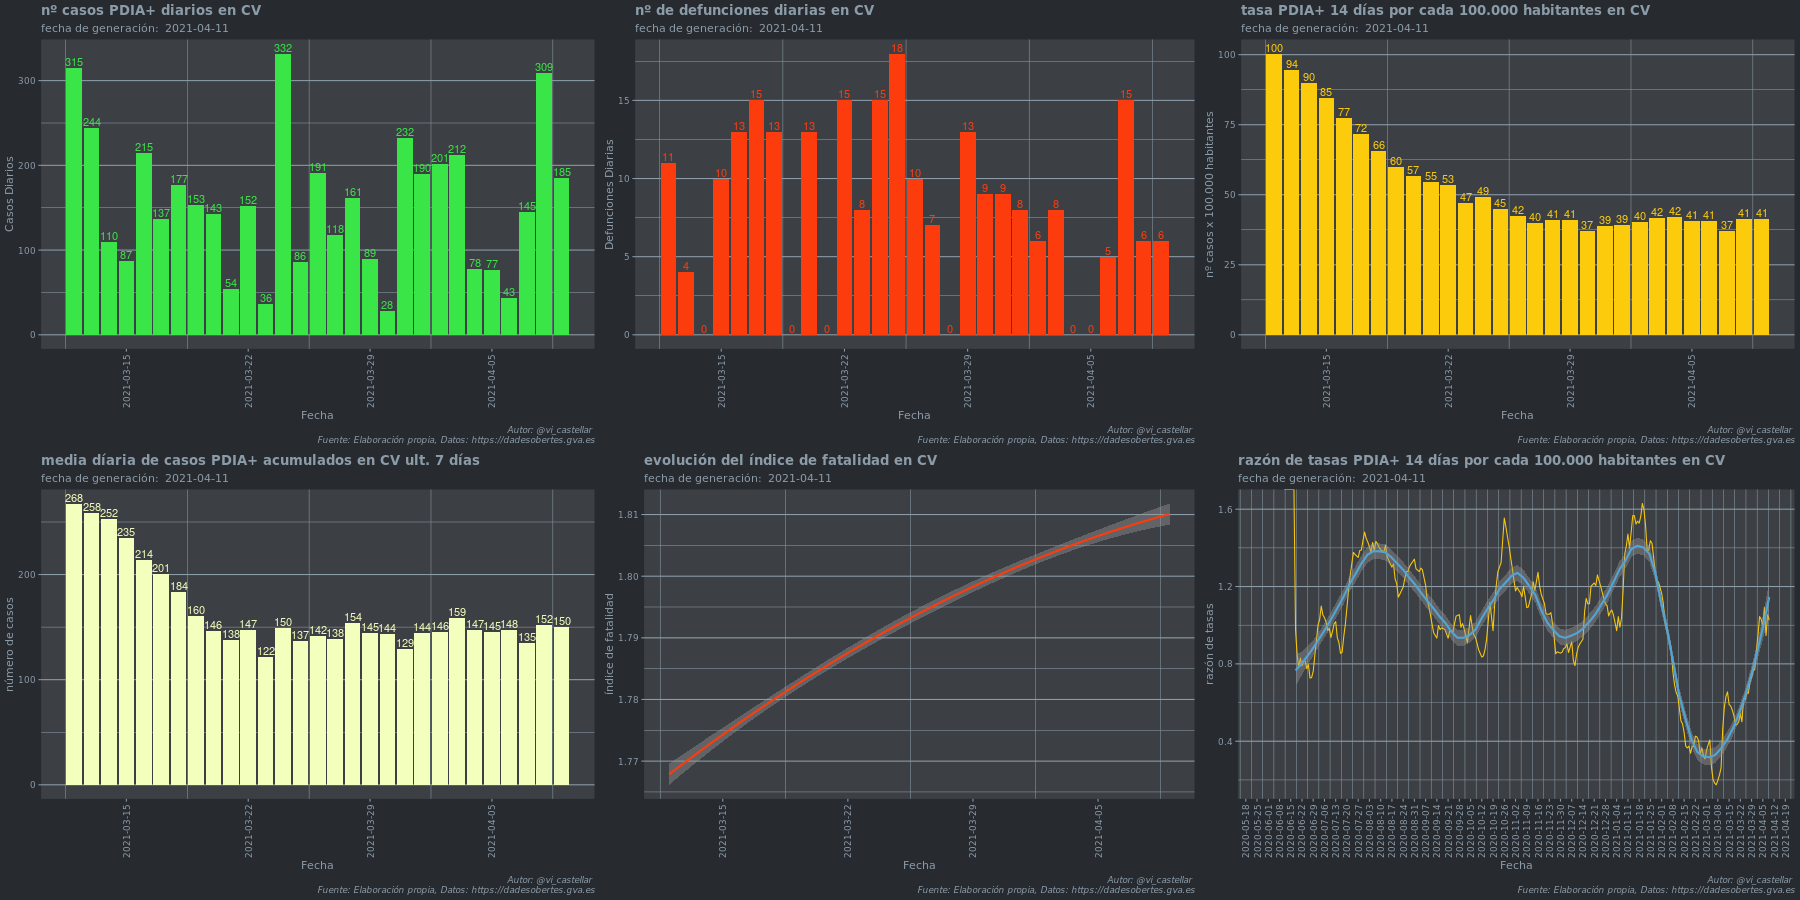 nº casos PDIA+ diarios en CV
fecha de generación: 2021-04-11
Casos Diarios
300
200
100
0
315 244 110 87 215 137 177 153 143 54 152 36 332 86 191 118 161 89 28 232 190 201 212 78 77 43 145 309 185
2021-03-15 2021-03-22 2021-03-29 2021-04-05
Fecha
Autor: @vi_castellar
Fuente: Elaboración propia, Datos: https://dadesobertes.gva.es
nº de defunciones diarias en CV
fecha de generación: 2021-04-11
Defunciones Diarias
15
10
5
0
11 4 0 10 13 15 13 0 13 0 15 8 15 18 10 7 0 13 9 9 8 6 8 0 0 5 15 6 6
2021-03-15 2021-03-22 2021-03-29 2021-04-05
Fecha
Autor: @vi_castellar
Fuente: Elaboración propia, Datos: https://dadesobertes.gva.es
tasa PDIA+ 14 días por cada 100.000 habitantes en CV
fecha de generación: 2021-04-11
nº casos x 100.000 habitantes
100
75
50
25
0
100 94 90 85 77 72 66 60 57 55 53 47 49 45 42 40 41 41 37 39 39 40 42 42 41 41 37 41 41
2021-03-15 2021-03-22 2021-03-29 2021-04-05
Fecha
Autor: @vi_castellar
Fuente: Elaboración propia, Datos: https://dadesobertes.gva.es
media díaria de casos PDIA+ acumulados en CV ult. 7 días
fecha de generación: 2021-04-11
número de casos
200
100
0
268 258 252 235 214 201 184 160 146 138 147 122 150 137 142 138 154 145 144 129 144 146 159 147 145 148 135 152 150
2021-03-15 2021-03-22 2021-03-29 2021-04-05
Fecha
Autor: @vi_castellar
Fuente: Elaboración propia, Datos: https://dadesobertes.gva.es
evolución del índice de fatalidad en CV
fecha de generación: 2021-04-11
índice de fatalidad
1.81
1.80
1.79
1.78
1.77
2021-03-15 2021-03-22 2021-03-29 2021-04-05
Fecha
Autor: @vi_castellar
Fuente: Elaboración propia, Datos: https://dadesobertes.gva.es
razón de tasas PDIA+ 14 días por cada 100.000 habitantes en CV
fecha de generación: 2021-04-11
razón de tasas
1.6
1.2
0.8
0.4
2020-05-18 2020-05-25 2020-06-01 2020-06-08 2020-06-15 2020-06-22 2020-06-29 2020-07-06 2020-07-13 2020-07-20 2020-07-27 2020-08-03 2020-08-10 2020-08-17 2020-08-24 2020-08-31 2020-09-07 2020-09-14 2020-09-21 2020-09-28 2020-10-05 2020-10-12 2020-10-19 2020-10-26 2020-11-02 2020-11-09 2020-11-16 2020-11-23 2020-11-30 2020-12-07 2020-12-14 2020-12-21 2020-12-28 2021-01-04 2021-01-11 2021-01-18 2021-01-25 2021-02-01 2021-02-08 2021-02-15 2021-02-22 2021-03-01 2021-03-08 2021-03-15 2021-03-22 2021-03-29 2021-04-05 2021-04-12 2021-04-19
Fecha
Autor: @vi_castellar
Fuente: Elaboración propia, Datos: https://dadesobertes.gva.es